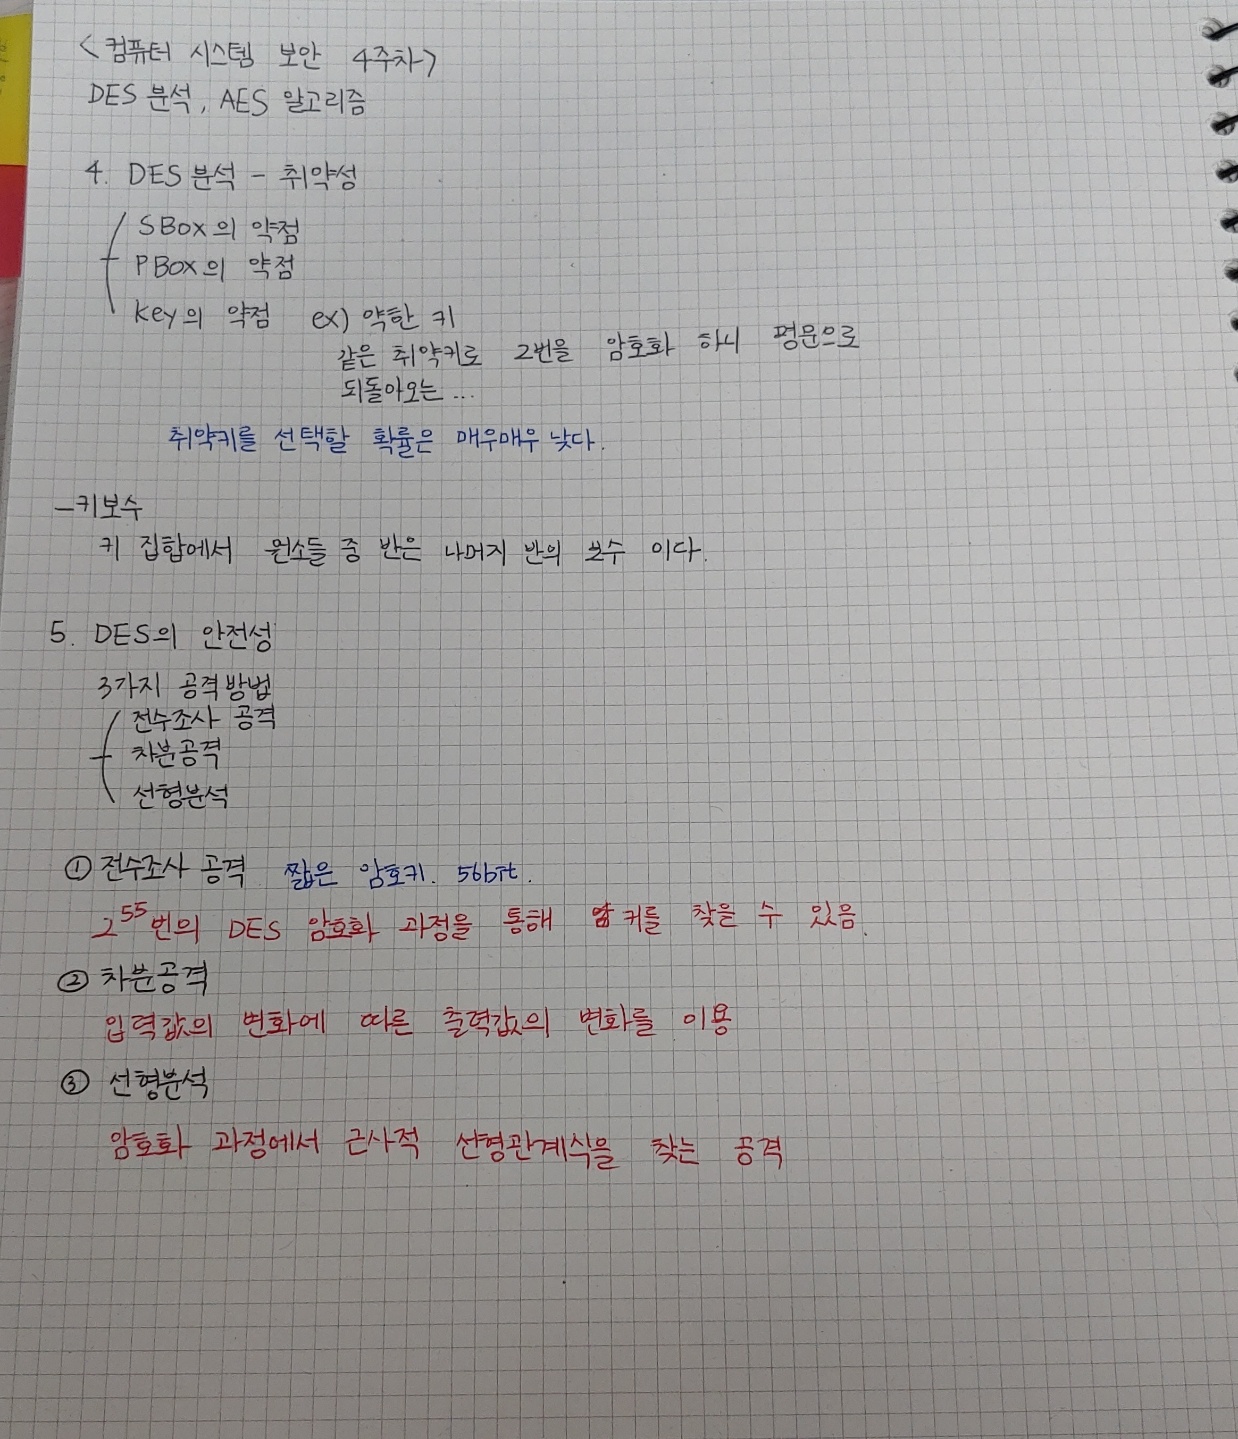 <컴퓨터 시스템 보안 4주차>
DES 분석, AES 알고리즘
4. DES 분석 - 취약성
SBox의 약점
PBox의 약점
Key의 약점 ex) 약한 키
같은 취약키로 2번을 암호화 하니 평문으로
되돌아오는...
취약키를 선택할 확률은 매우매우 낮다.
-키보수
키 집합에서 원소들 중 반은 나머지 반의 보수 이다.
5. DES의 안전성
3가지 공격방법
전수조사 공격
차분공격
선형분석
① 전수조사 공격 짧은 암호키. 56bit.
2^55번의 DES 암호화 과정을 통해 키를 찾을 수 있음.
② 차분공격
입력값의 변화에 따른 출력값의 변화를 이용
③ 선형분석
암호화 과정에서 근사적 선형관계식을 찾는 공격